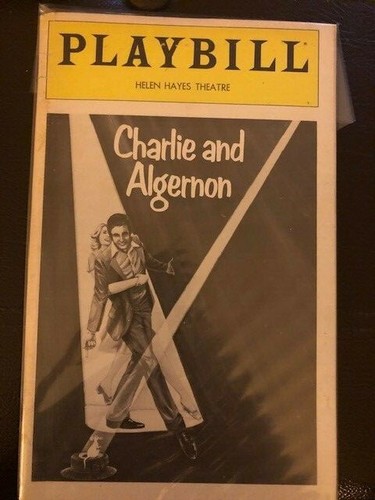 PLAYBILL
HELEN HAYES THEATRE
Charlie and
Algernon